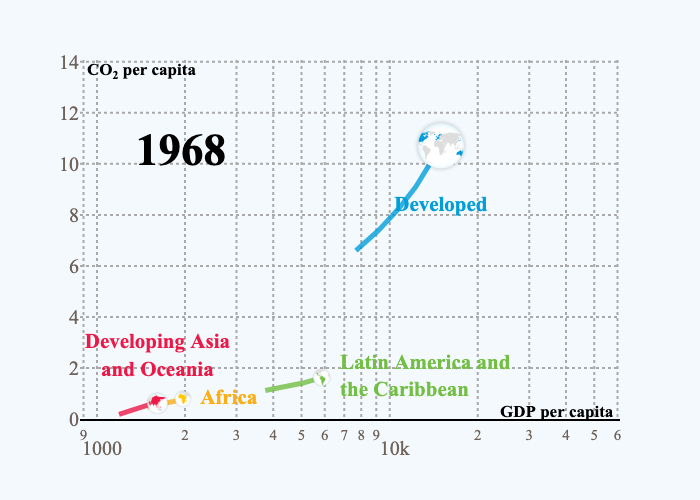 14
CO₂ per capita
12
1968
10
Developed
8
6
4
Developing Asia
and Oceania
Latin America and
the Caribbean
2
Africa
GDP per capita
0
9 2 3 4 5 6 7 8 9 2 3 4 5 6
1000 10k